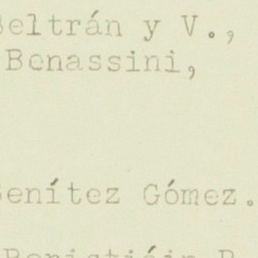 Beltrán y V.,
Benassini,
Benítez Gómez.